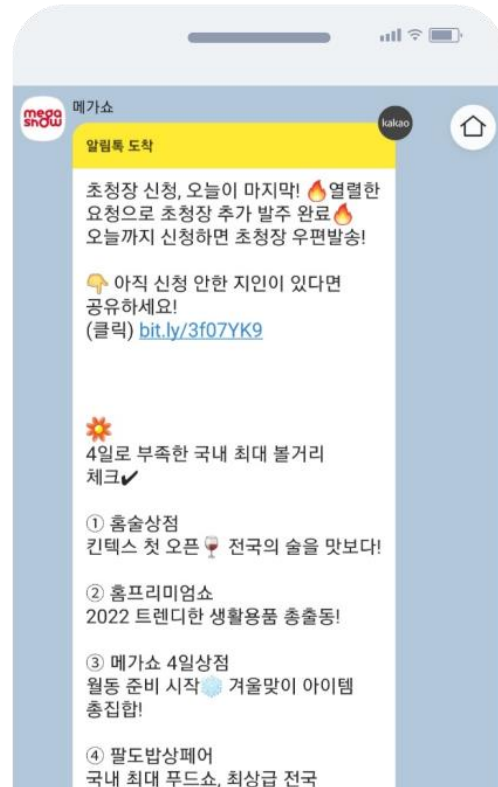 mega
show
메가쇼
kakao
알림톡 도착
초청장 신청, 오늘이 마지막! 🔥열렬한
요청으로 초청장 추가 발주 완료🔥
오늘까지 신청하면 초청장 우편발송!
👇 아직 신청 안한 지인이 있다면
공유하세요!
(클릭) bit.ly/3f07YK9
4일로 부족한 국내 최대 볼거리
체크✔
① 홈술상점
킨텍스 첫 오픈🍷 전국의 술을 맛보다!
② 홈프리미엄쇼
2022 트렌디한 생활용품 총출동!
③ 메가쇼 4일상점
월동 준비 시작❄️ 겨울맞이 아이템
총집합!
④ 팔도밥상페어
국내 최대 푸드쇼, 최상급 전국